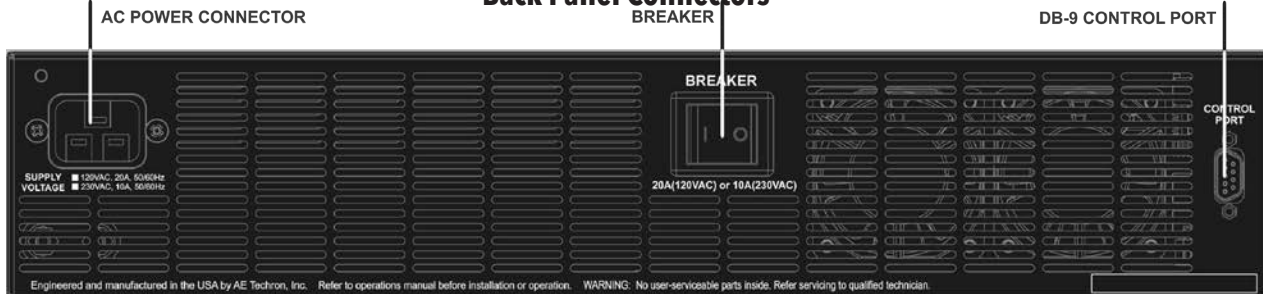 Back Panel Connectors
AC POWER CONNECTOR
BREAKER
DB-9 CONTROL PORT
BREAKER
CONTROL
PORT
SUPPLY VOLTAGE
120VAC, 20A, 50/60Hz
230VAC, 10A, 50/60Hz
20A(120VAC) or 10A(230VAC)
Engineered and manufactured in the USA by AE Techron, Inc. Refer to operations manual before installation or operation. WARNING: No user-serviceable parts inside. Refer servicing to qualified technician.